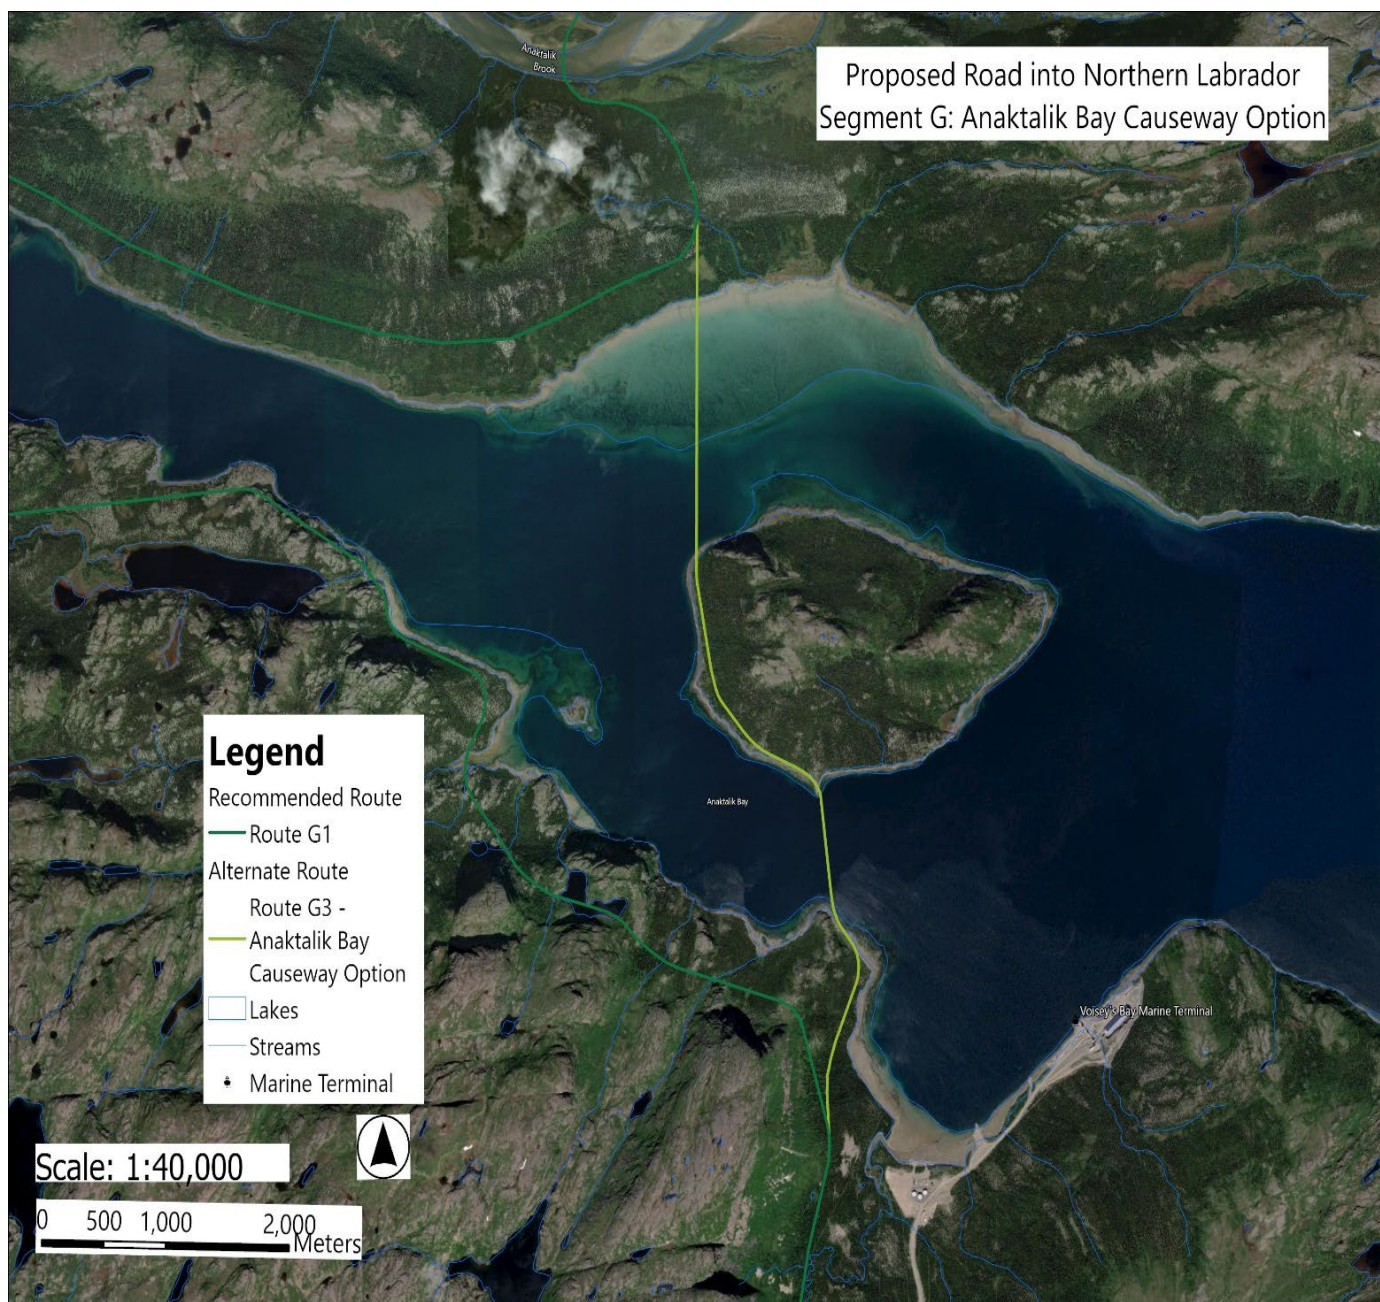 Anaktalik
Brook
Proposed Road into Northern Labrador
Segment G: Anaktalik Bay Causeway Option
Anaktalik Bay
Voisey's Bay Marine Terminal
Legend
Recommended Route
Route G1
Alternate Route
Route G3 -
Anaktalik Bay
Causeway Option
Lakes
Streams
Marine Terminal
Scale: 1:40,000
0 500 1,000 2,000
Meters